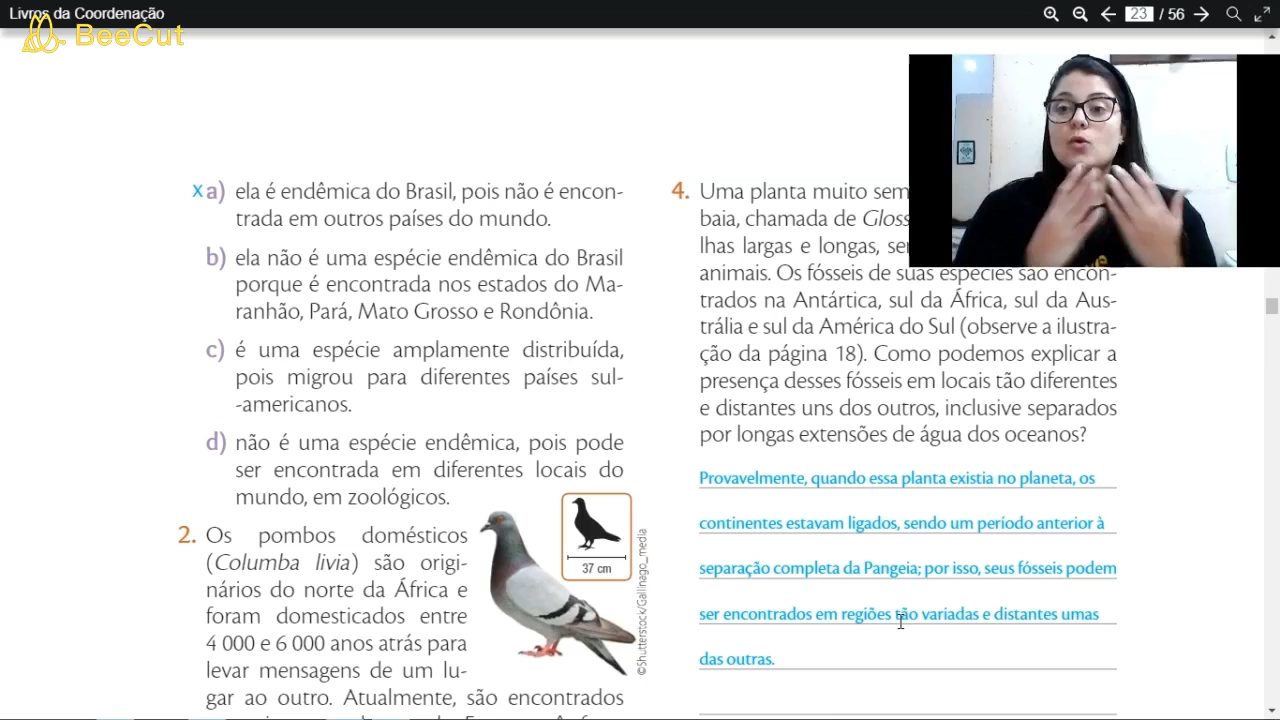 Livros da Coordenação
23 / 56
BeeCut
x a) ela é endêmica do Brasil, pois não é encon-
trada em outros países do mundo.
b) ela não é uma espécie endêmica do Brasil
porque é encontrada nos estados do Ma-
ranhão, Pará, Mato Grosso e Rondônia.
c) é uma espécie amplamente distribuída,
pois migrou para diferentes países sul-
-americanos.
d) não é uma espécie endêmica, pois pode
ser encontrada em diferentes locais do
mundo, em zoológicos.
2. Os pombos domésticos
(Columba livia) são origi-
nários do norte da África e
foram domesticados entre
4 000 e 6 000 anos atrás para
levar mensagens de um lu-
gar ao outro. Atualmente, são encontrados
37 cm
©Shutterstock/Gallinago_media
4. Uma planta muito sem
baia, chamada de Gloss
lhas largas e longas, se
animais. Os fósseis de suas espécies são encon-
trados na Antártica, sul da África, sul da Aus-
trália e sul da América do Sul (observe a ilustra-
ção da página 18). Como podemos explicar a
presença desses fósseis em locais tão diferentes
e distantes uns dos outros, inclusive separados
por longas extensões de água dos oceanos?
Provavelmente, quando essa planta existia no planeta, os
continentes estavam ligados, sendo um período anterior à
separação completa da Pangeia; por isso, seus fósseis podem
ser encontrados em regiões tão variadas e distantes umas
das outras.